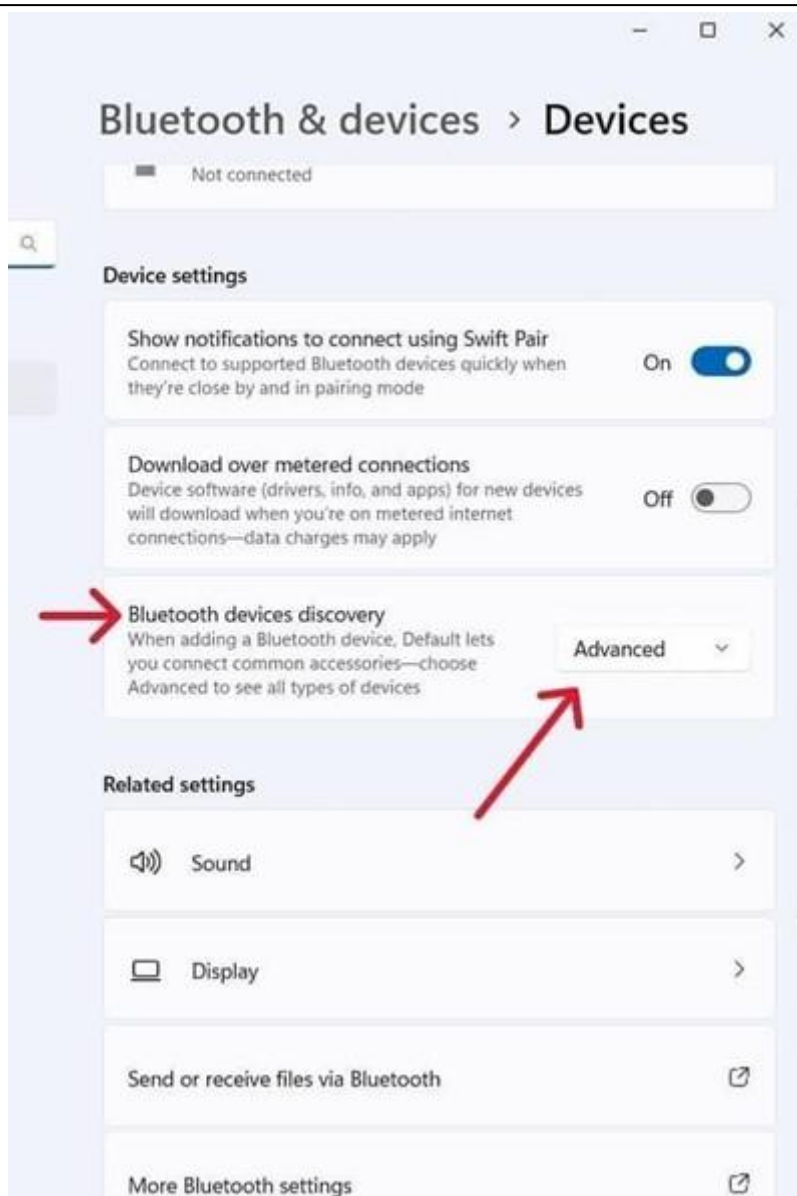 Bluetooth & devices > Devices
Not connected
Device settings
Show notifications to connect using Swift Pair
Connect to supported Bluetooth devices quickly when
they're close by and in pairing mode
On
Download over metered connections
Device software (drivers, info, and apps) for new devices
will download when you're on metered internet
connections—data charges may apply
Off
Bluetooth devices discovery
When adding a Bluetooth device, Default lets
you connect common accessories—choose
Advanced to see all types of devices
Advanced
Related settings
Sound
Display
Send or receive files via Bluetooth
More Bluetooth settings